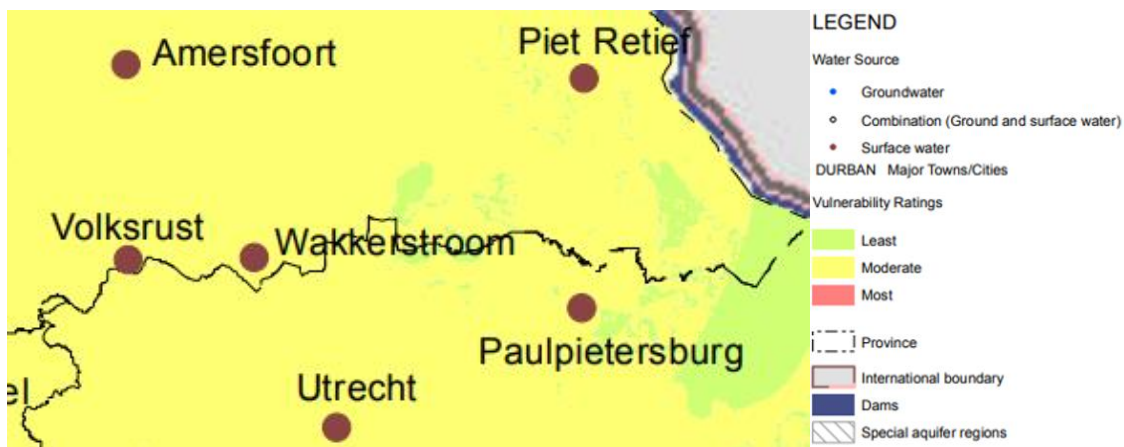 Amersfoort
Piet Retief
Volksrust
Wakkerstroom
Paulpietersburg
Utrecht
el
LEGEND
Water Source
Groundwater
Combination (Ground and surface water)
Surface water
DURBAN Major Towns/Cities
Vulnerability Ratings
Least
Moderate
Most
Province
International boundary
Dams
Special aquifer regions